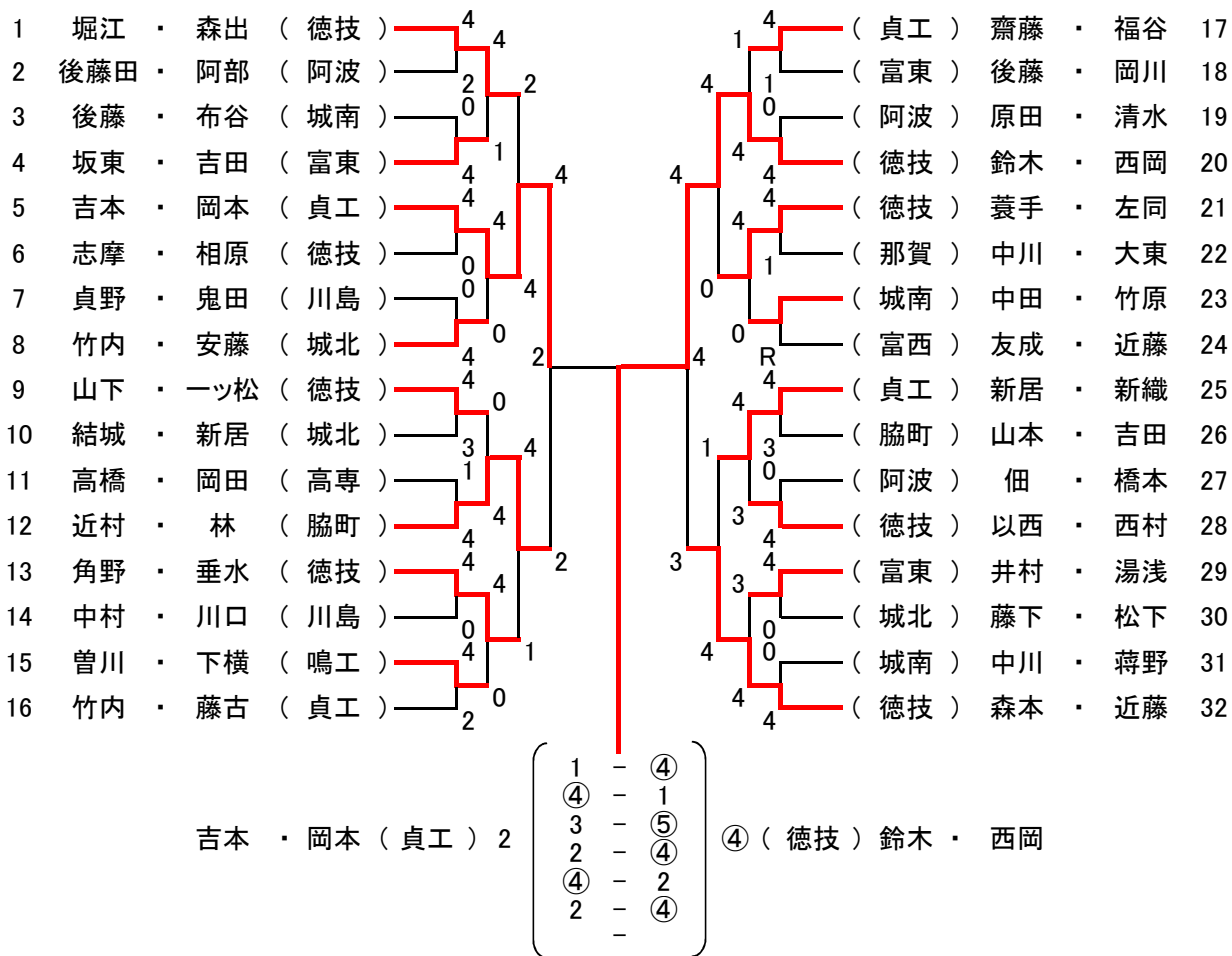 1 堀江 ・ 森出 ( 徳技 ) 4 4 ( 貞工 ) 齋藤 ・ 福谷 17
4 1
2 後藤田 ・ 阿部 ( 阿波 ) 2 2 4 1 ( 富東 ) 後藤 ・ 岡川 18
3 後藤 ・ 布谷 ( 城南 ) 0 0 ( 阿波 ) 原田 ・ 清水 19
1 4
4 坂東 ・ 吉田 ( 富東 ) 4 4 4 4 ( 徳技 ) 鈴木 ・ 西岡 20
5 吉本 ・ 岡本 ( 貞工 ) 4 4 ( 徳技 ) 蓑手 ・ 左同 21
4 4
6 志摩 ・ 相原 ( 徳技 ) 0 1 ( 那賀 ) 中川 ・ 大東 22
7 貞野 ・ 鬼田 ( 川島 ) 0 4 0 ( 城南 ) 中田 ・ 竹原 23
0 0
8 竹内 ・ 安藤 ( 城北 ) 4 2 4 R ( 富西 ) 友成 ・ 近藤 24
9 山下 ・ 一ッ松 ( 徳技 ) 4 4 ( 貞工 ) 新居 ・ 新織 25
0 4
10 結城 ・ 新居 ( 城北 ) 3 4 1 3 ( 脇町 ) 山本 ・ 吉田 26
11 高橋 ・ 岡田 ( 高専 ) 1 0 ( 阿波 ) 佃 ・ 橋本 27
4 3
12 近村 ・ 林 ( 脇町 ) 4 4 ( 徳技 ) 以西 ・ 西村 28
13 角野 ・ 垂水 ( 徳技 ) 4 2 3 4 ( 富東 ) 井村 ・ 湯浅 29
4 3
14 中村 ・ 川口 ( 川島 ) 0 0 ( 城北 ) 藤下 ・ 松下 30
15 曽川 ・ 下横 ( 鳴工 ) 4 1 4 0 ( 城南 ) 中川 ・ 蒋野 31
0 4
16 竹内 ・ 藤古 ( 貞工 ) 2 4 ( 徳技 ) 森本 ・ 近藤 32
1 - ④
④ - 1
3 - ⑤
吉本 ・ 岡本 ( 貞工 ) 2 2 - ④ ④ ( 徳技 ) 鈴木 ・ 西岡
④ - 2
2 - ④
-